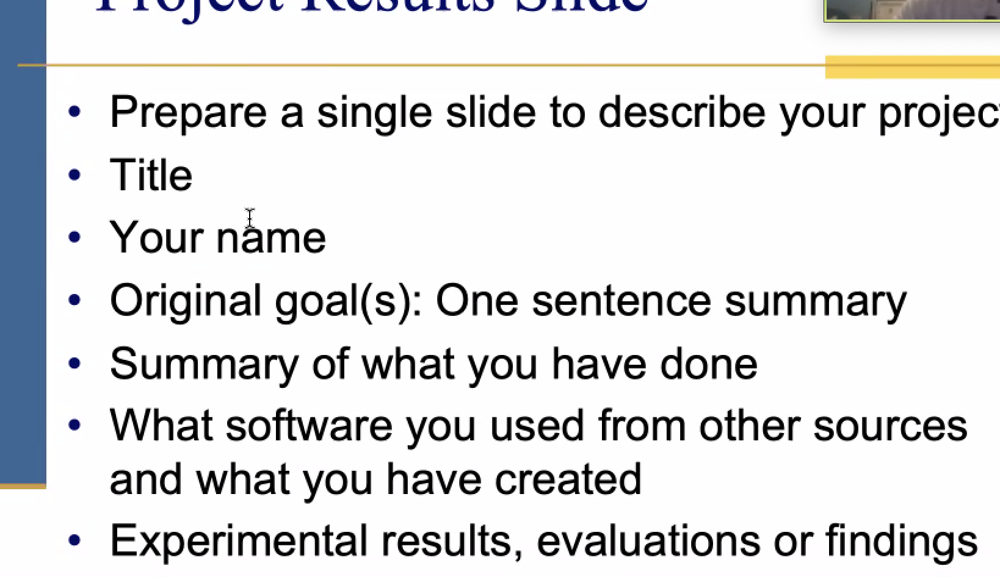 Project Results Slide
• Prepare a single slide to describe your projec
• Title
• Your name
• Original goal(s): One sentence summary
• Summary of what you have done
• What software you used from other sources
and what you have created
• Experimental results, evaluations or findings